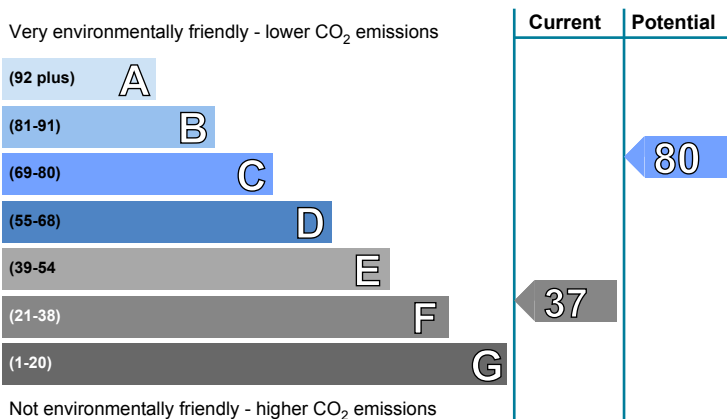 Very environmentally friendly - lower CO2 emissions
Current
Potential
(92 plus) A
(81-91) B
(69-80) C
80
(55-68) D
(39-54 E
(21-38) F
37
(1-20) G
Not environmentally friendly - higher CO2 emissions